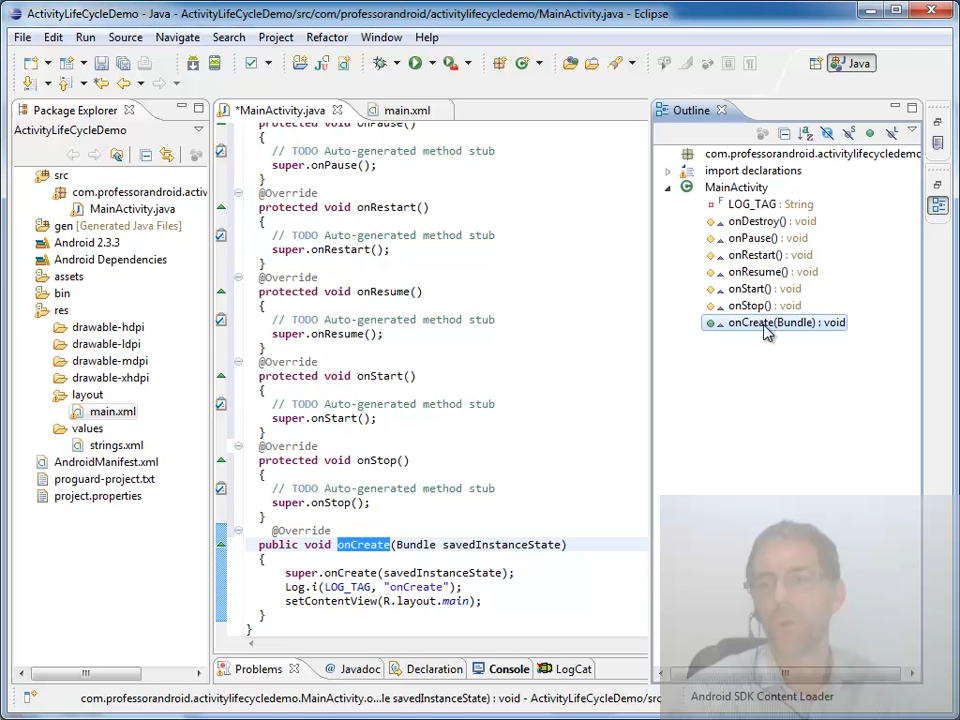 ActivityLifeCycleDemo - Java - ActivityLifeCycleDemo/src/com/professorandroid/activitylifecycledemo/MainActivity.java - Eclipse
File Edit Run Source Navigate Search Project Refactor Window Help
Java
Package Explorer
ActivityLifeCycleDemo
src
com.professorandroid.activ
MainActivity.java
gen [Generated Java Files]
Android 2.3.3
Android Dependencies
assets
bin
res
drawable-hdpi
drawable-ldpi
drawable-mdpi
drawable-xhdpi
layout
main.xml
values
strings.xml
AndroidManifest.xml
proguard-project.txt
project.properties
*MainActivity.java
main.xml
protected void onPause()
{
// TODO Auto-generated method stub
super.onPause();
}
@Override
protected void onRestart()
{
// TODO Auto-generated method stub
super.onRestart();
}
@Override
protected void onResume()
{
// TODO Auto-generated method stub
super.onResume();
}
@Override
protected void onStart()
{
// TODO Auto-generated method stub
super.onStart();
}
@Override
protected void onStop()
{
// TODO Auto-generated method stub
super.onStop();
}
@Override
public void onCreate(Bundle savedInstanceState)
{
super.onCreate(savedInstanceState);
Log.i(LOG_TAG, "onCreate");
setContentView(R.layout.main);
}
}
Outline
com.professorandroid.activitylifecycledemo
import declarations
MainActivity
LOG_TAG : String
onDestroy() : void
onPause() : void
onRestart() : void
onResume() : void
onStart() : void
onStop() : void
onCreate(Bundle) : void
Problems @ Javadoc Declaration Console LogCat
com.professorandroid.activitylifecycledemo.MainActivity.o...le savedInstanceState) : void - ActivityLifeCycleDemo/src
Android SDK Content Loader